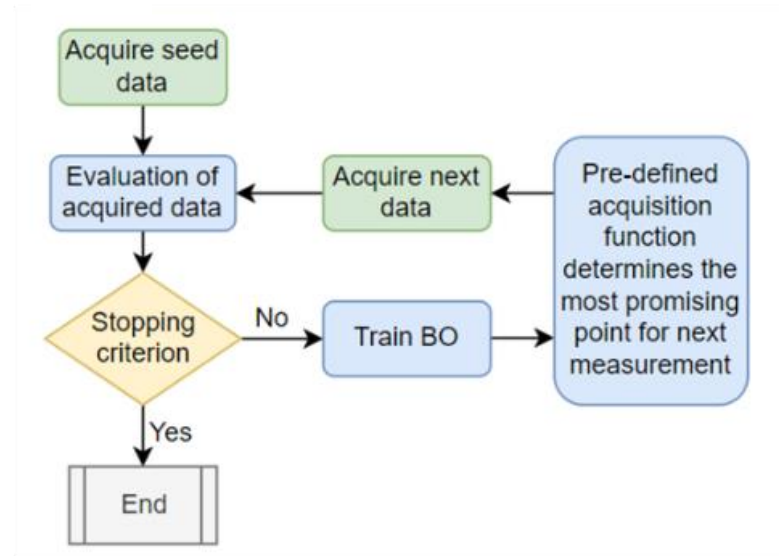 Acquire seed
data
Evaluation of
acquired data
Acquire next
data
Pre-defined
acquisition
function
determines the
most promising
point for next
measurement
Stopping
criterion
No
Train BO
Yes
End